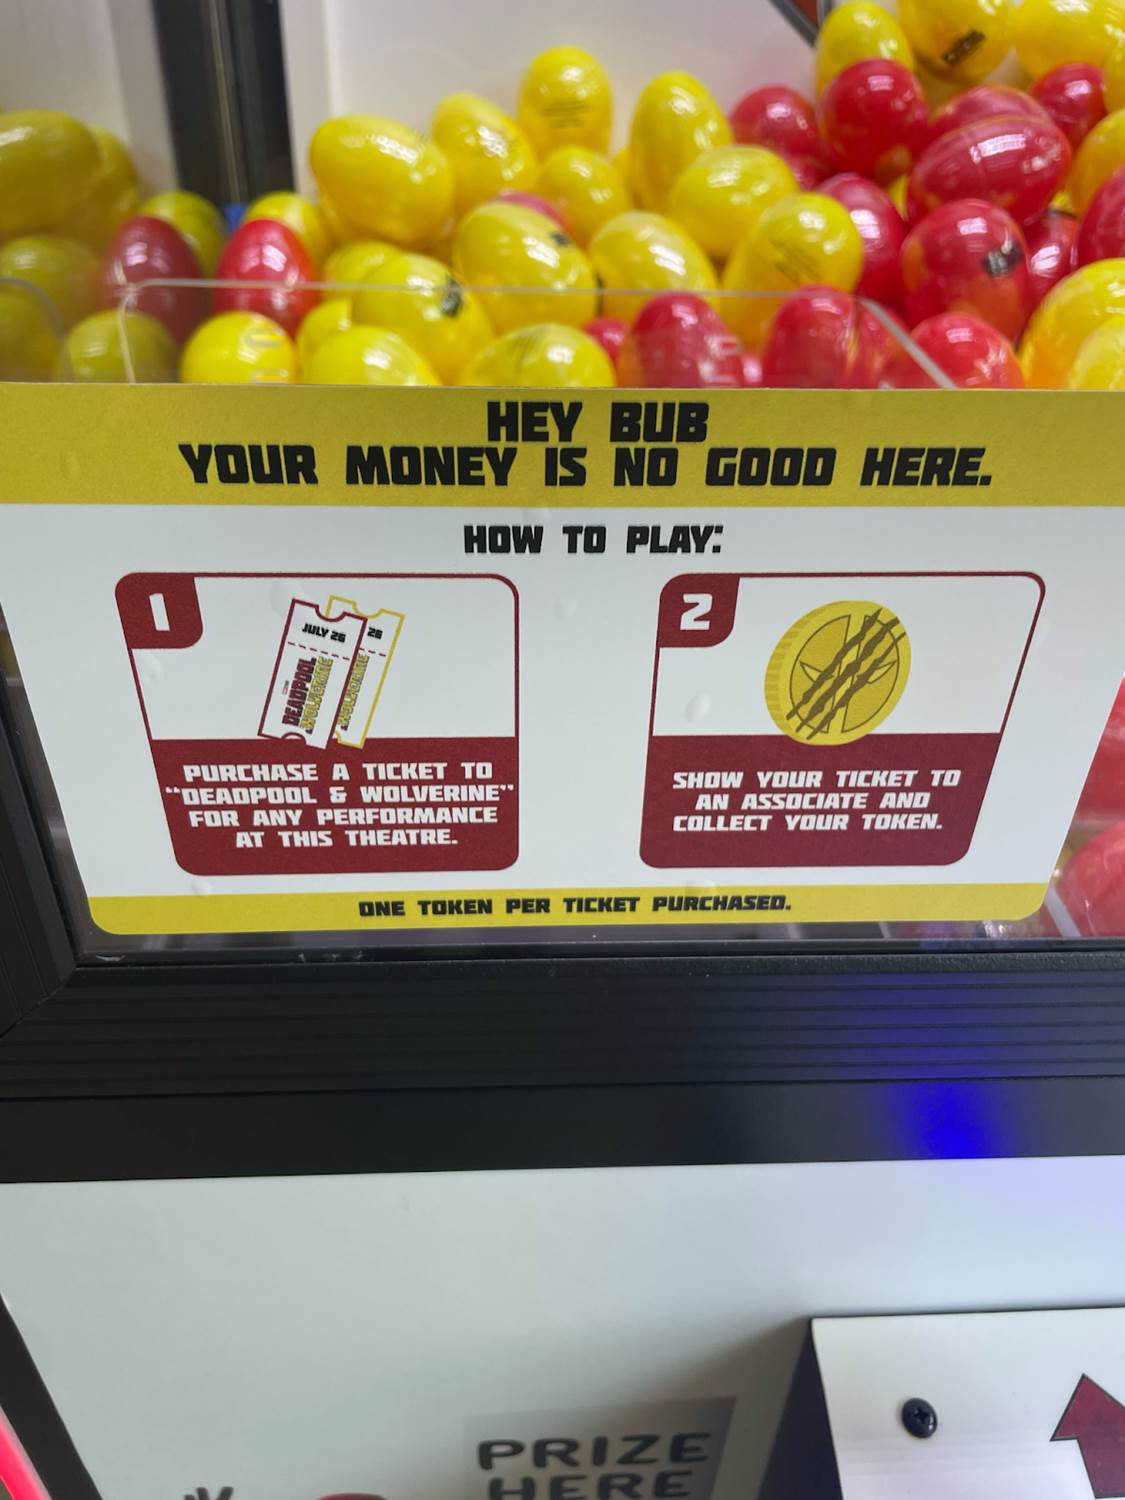 HEY BUB
YOUR MONEY IS NO GOOD HERE.
HOW TO PLAY:
1
JULY 26
26
DEADPOOL
& WOLVERINE
& WOLVERINE
PURCHASE A TICKET TO
“DEADPOOL & WOLVERINE”
FOR ANY PERFORMANCE
AT THIS THEATRE.
2
SHOW YOUR TICKET TO
AN ASSOCIATE AND
COLLECT YOUR TOKEN.
ONE TOKEN PER TICKET PURCHASED.
PRIZE
HERE